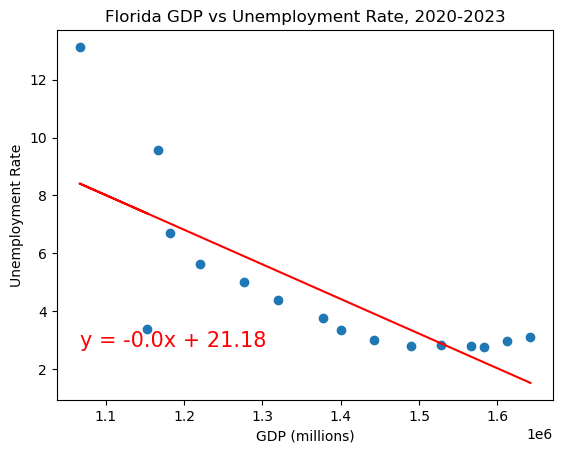 Florida GDP vs Unemployment Rate, 2020-2023
Unemployment Rate
12
10
8
6
4
2
y = -0.0x + 21.18
1.1
1.2
1.3
1.4
1.5
1.6
1e6
GDP (millions)